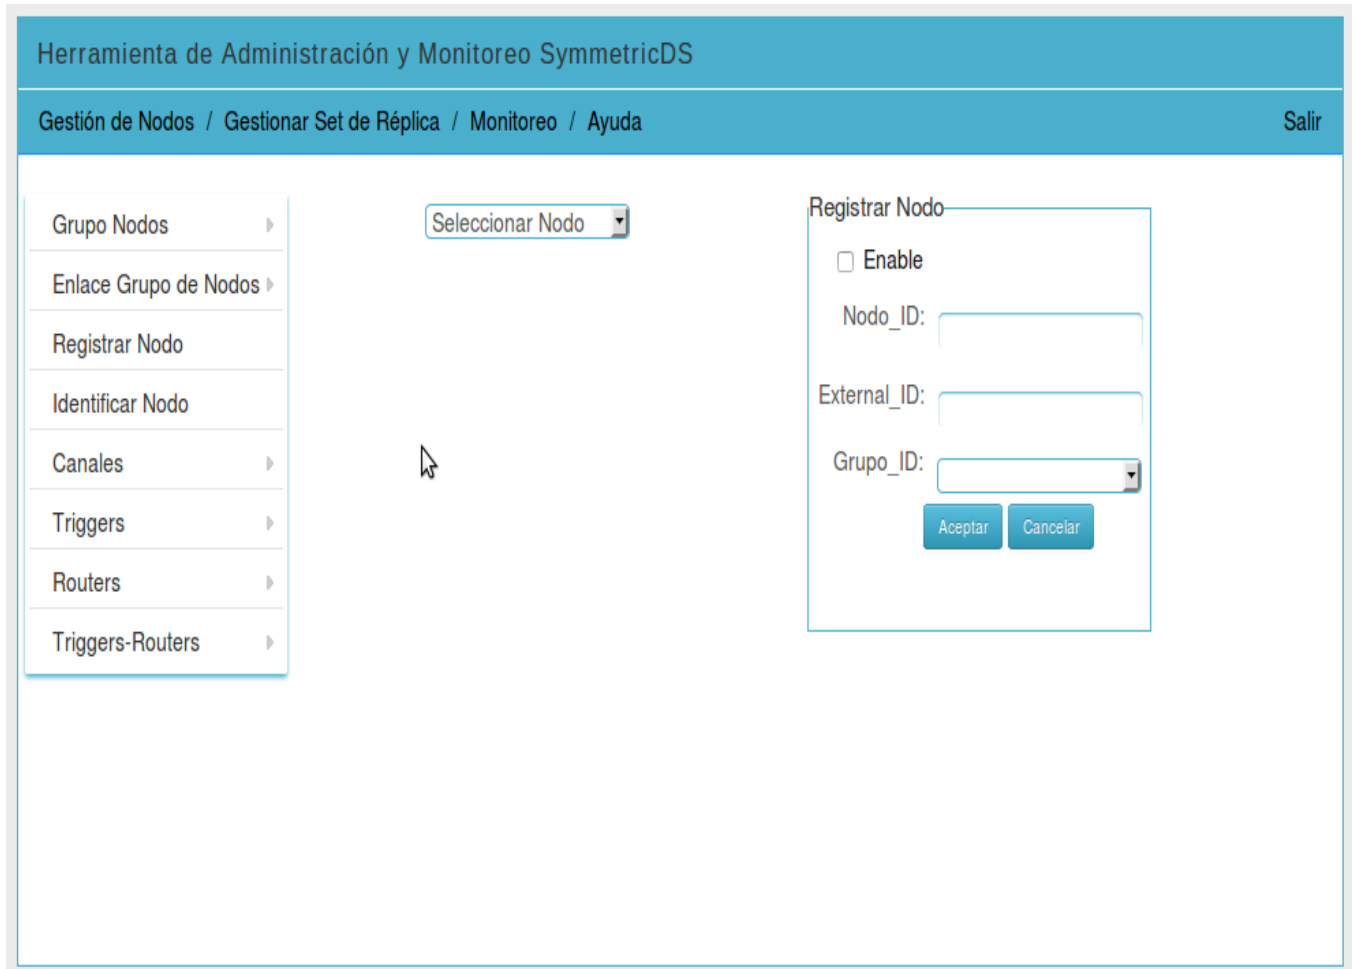 Herramienta de Administración y Monitoreo SymmetricDS
Gestión de Nodos / Gestionar Set de Réplica / Monitoreo / Ayuda Salir
Grupo Nodos
Enlace Grupo de Nodos
Registrar Nodo
Identificar Nodo
Canales
Triggers
Routers
Triggers-Routers
Seleccionar Nodo
Registrar Nodo
Enable
Nodo_ID:
External_ID:
Grupo_ID:
Aceptar Cancelar